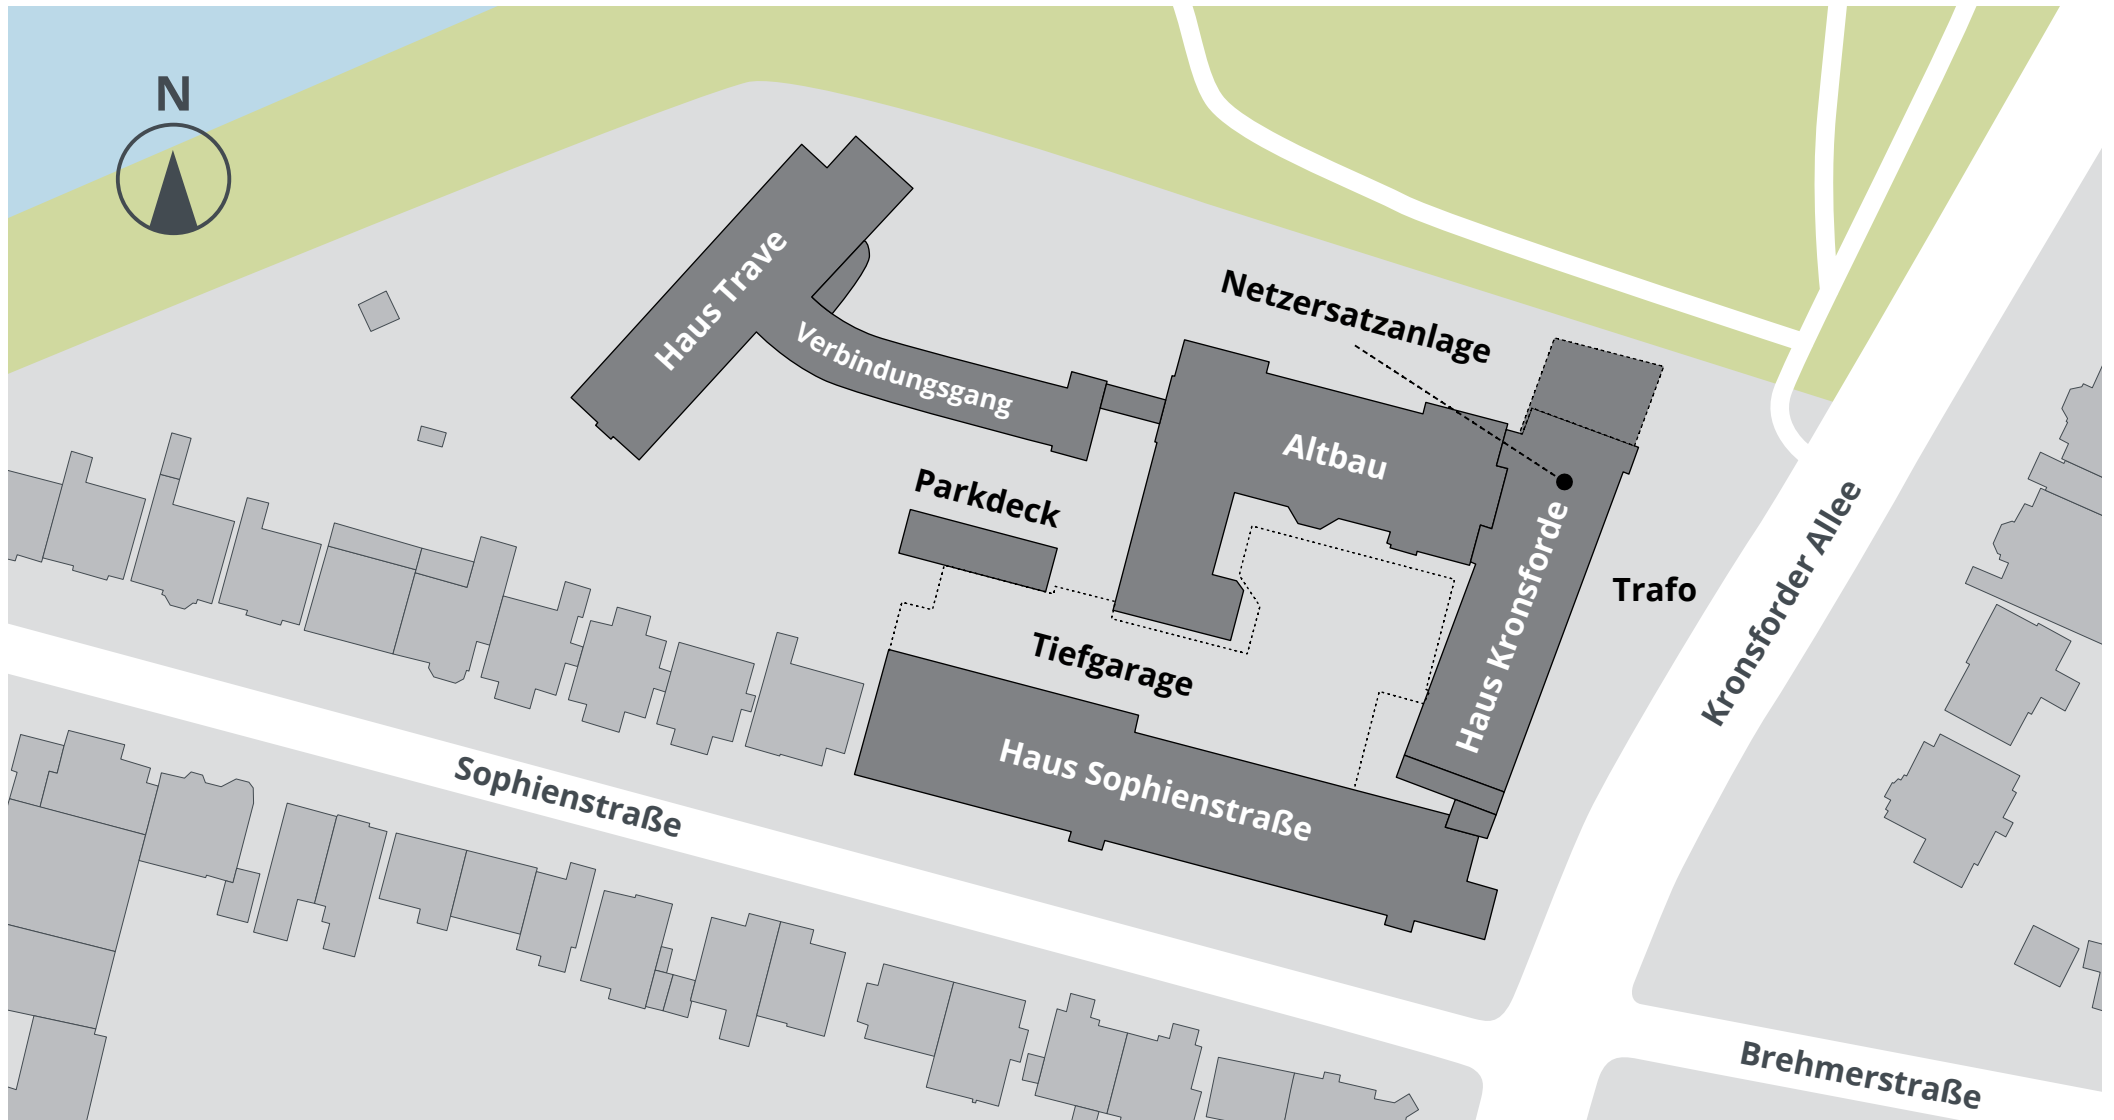 N
Haus Trave
Verbindungsgang
Netzersatzanlage
Altbau
Parkdeck
Haus Kronsforde
Trafo
Kronsforder Allee
Tiefgarage
Haus Sophienstraße
Sophienstraße
Brehmerstraße